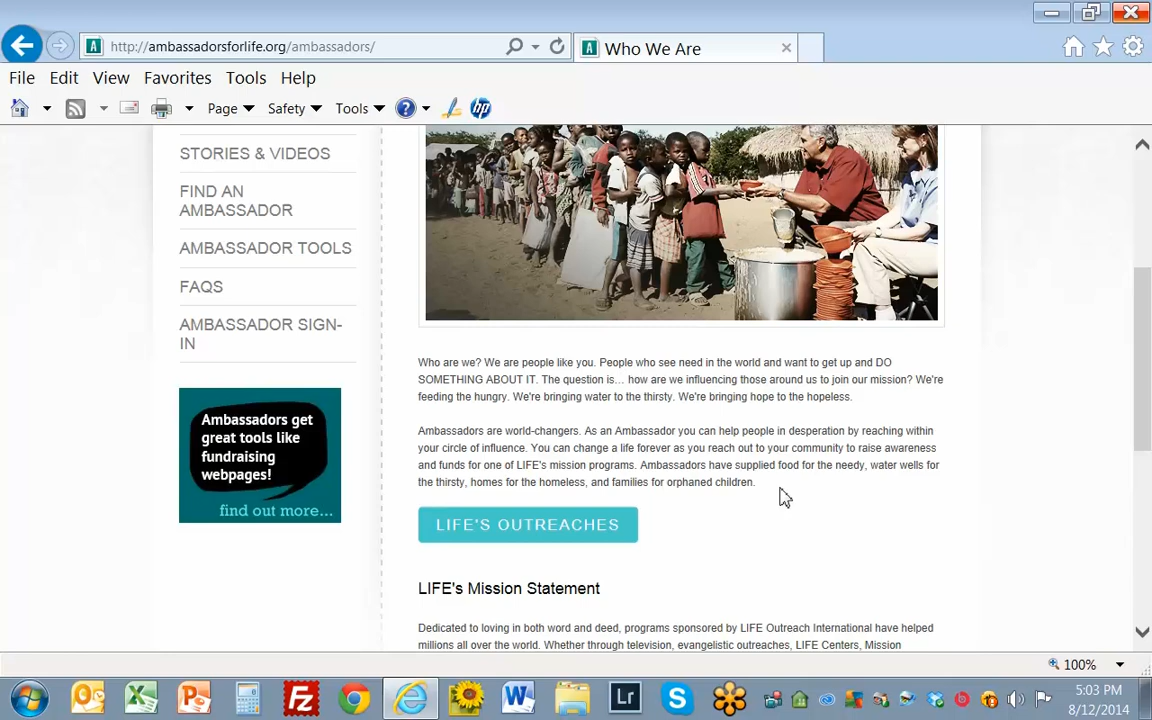 http://ambassadorsforlife.org/ambassadors/
Who We Are
File Edit View Favorites Tools Help
Page Safety Tools
STORIES & VIDEOS
FIND AN
AMBASSADOR
AMBASSADOR TOOLS
FAQS
AMBASSADOR SIGN-
IN
Ambassadors get
great tools like
fundraising
webpages!
find out more...
Who are we? We are people like you. People who see need in the world and want to get up and DO
SOMETHING ABOUT IT. The question is... how are we influencing those around us to join our mission? We're
feeding the hungry. We're bringing water to the thirsty. We're bringing hope to the hopeless.
Ambassadors are world-changers. As an Ambassador you can help people in desperation by reaching within
your circle of influence. You can change a life forever as you reach out to your community to raise awareness
and funds for one of LIFE's mission programs. Ambassadors have supplied food for the needy, water wells for
the thirsty, homes for the homeless, and families for orphaned children.
LIFE'S OUTREACHES
LIFE's Mission Statement
Dedicated to loving in both word and deed, programs sponsored by LIFE Outreach International have helped
millions all over the world. Whether through television, evangelistic outreaches, LIFE Centers, Mission
100%
Lr
5:03 PM
8/12/2014